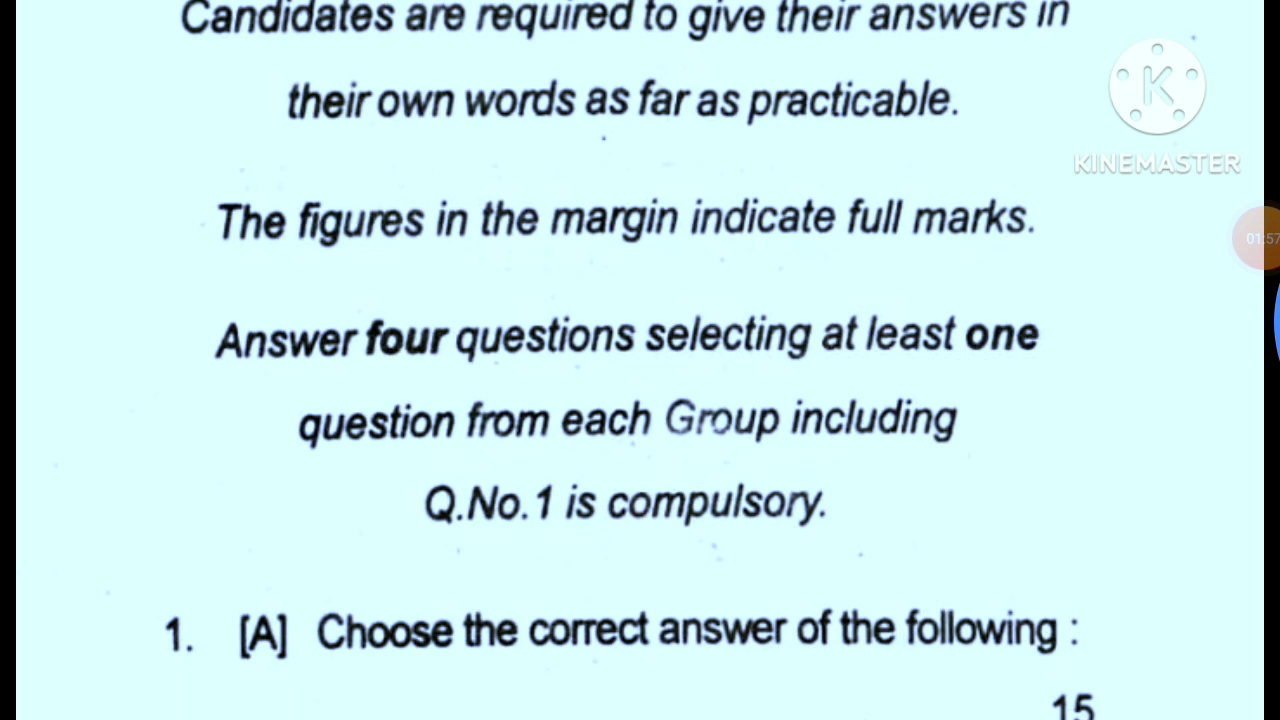 Candidates are required to give their answers in
their own words as far as practicable.
KINEMASTER
The figures in the margin indicate full marks.
01:57
Answer four questions selecting at least one
question from each Group including
Q.No.1 is compulsory.
1. [A] Choose the correct answer of the following :
15